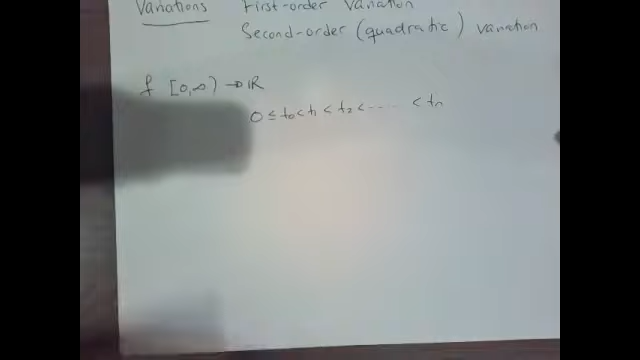 Variations First-order Variation
Second-order (quadratic) variation
f [0,∞) → ℝ
0 ≤ t₀ < t₁ < t₂ < ..... < tₙ